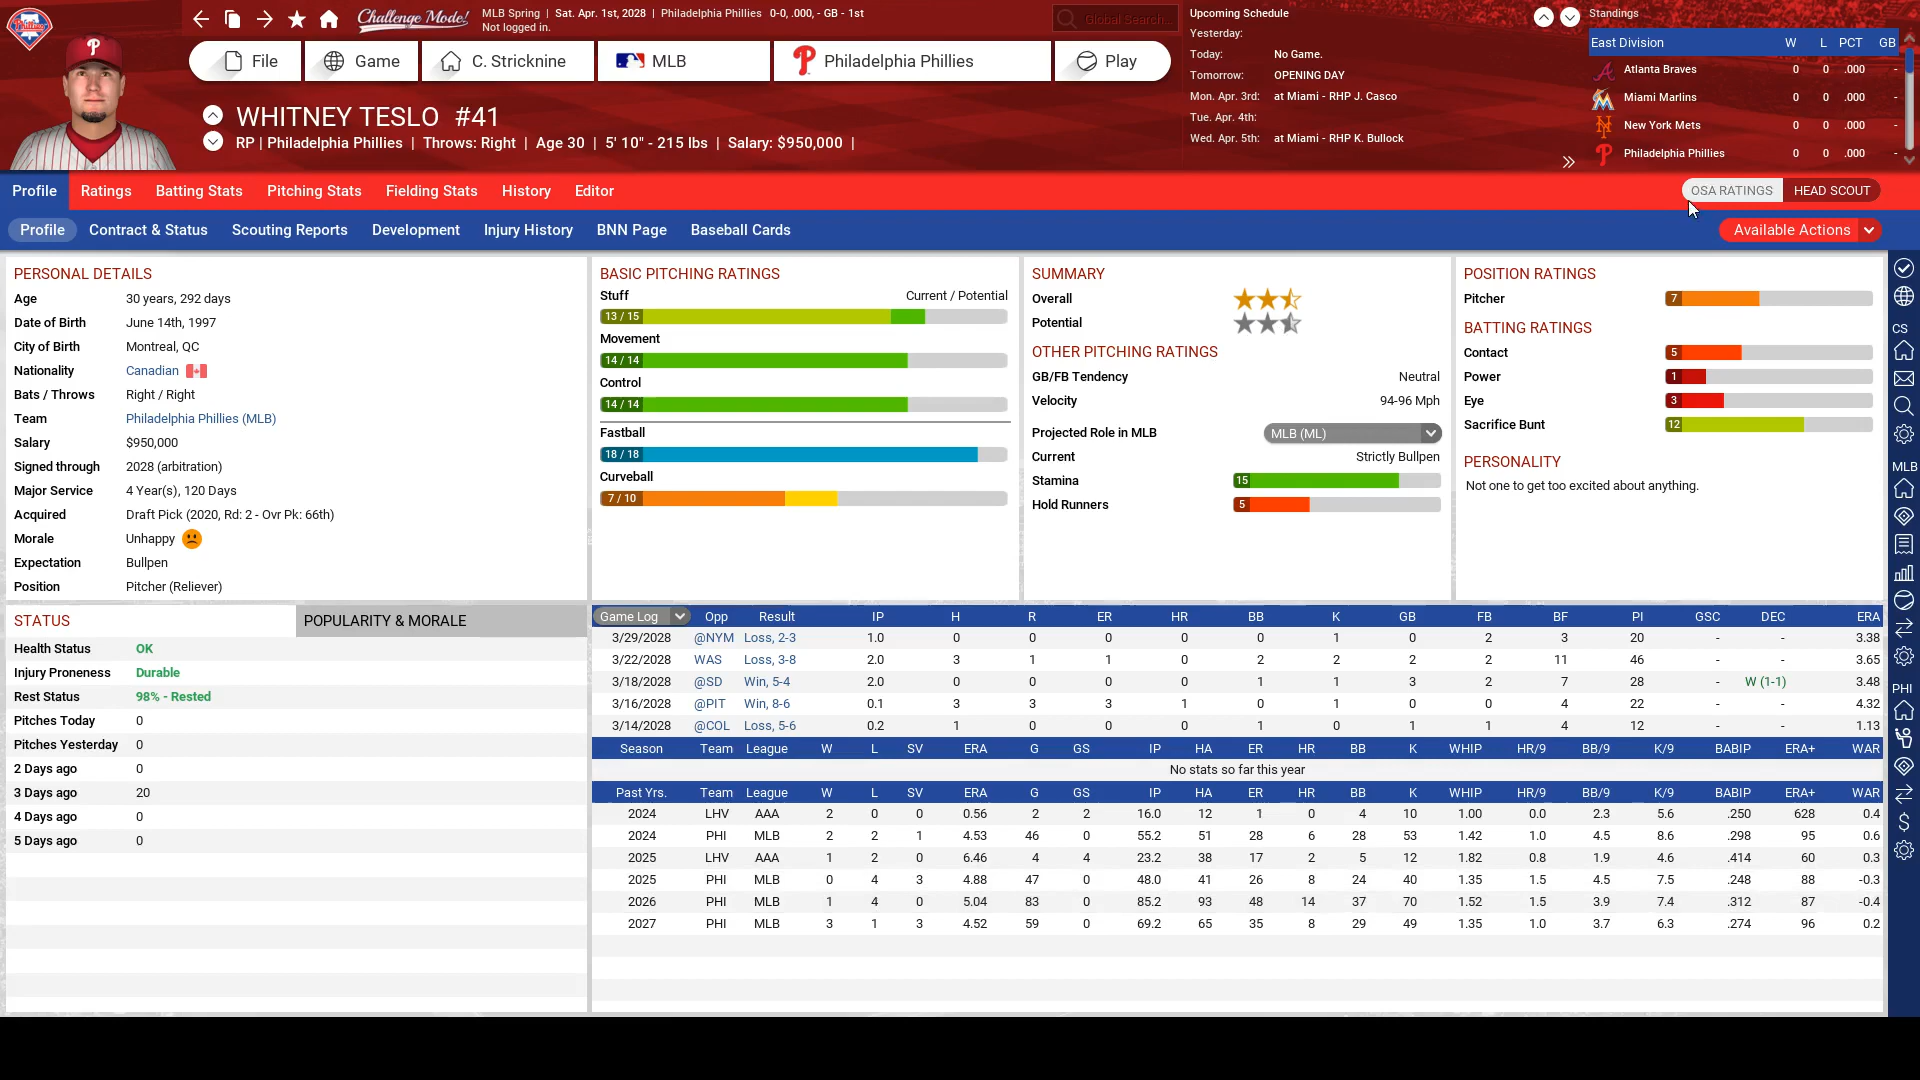 Challenge Mode!
MLB Spring | Sat. Apr. 1st, 2028 | Philadelphia Phillies 0-0, .000, - GB - 1st
Not logged in.
Global Search...
File
Game
C. Stricknine
MLB
Philadelphia Phillies
Play
WHITNEY TESLO #41
RP | Philadelphia Phillies | Throws: Right | Age 30 | 5' 10" - 215 lbs | Salary: $950,000 |
Upcoming Schedule
Yesterday:
Today: No Game.
Tomorrow: OPENING DAY
Mon. Apr. 3rd: at Miami - RHP J. Casco
Tue. Apr. 4th:
Wed. Apr. 5th: at Miami - RHP K. Bullock
Standings
East Division W L PCT GB
Atlanta Braves 0 0 .000 -
Miami Marlins 0 0 .000 -
New York Mets 0 0 .000 -
Philadelphia Phillies 0 0 .000 -
Profile Ratings Batting Stats Pitching Stats Fielding Stats History Editor
OSA RATINGS HEAD SCOUT
Profile Contract & Status Scouting Reports Development Injury History BNN Page Baseball Cards
Available Actions
PERSONAL DETAILS
Age 30 years, 292 days
Date of Birth June 14th, 1997
City of Birth Montreal, QC
Nationality Canadian
Bats / Throws Right / Right
Team Philadelphia Phillies (MLB)
Salary $950,000
Signed through 2028 (arbitration)
Major Service 4 Year(s), 120 Days
Acquired Draft Pick (2020, Rd: 2 - Ovr Pk: 66th)
Morale Unhappy
Expectation Bullpen
Position Pitcher (Reliever)
BASIC PITCHING RATINGS
Stuff Current / Potential
13 / 15
Movement
14 / 14
Control
14 / 14
Fastball
18 / 18
Curveball
7 / 10
SUMMARY
Overall
Potential
OTHER PITCHING RATINGS
GB/FB Tendency Neutral
Velocity 94-96 Mph
Projected Role in MLB MLB (ML)
Current Strictly Bullpen
Stamina 15
Hold Runners 5
POSITION RATINGS
Pitcher 7
BATTING RATINGS
Contact 5
Power 1
Eye 3
Sacrifice Bunt 12
PERSONALITY
Not one to get too excited about anything.
CS
MLB
PHI
STATUS
POPULARITY & MORALE
Health Status OK
Injury Proneness Durable
Rest Status 98% - Rested
Pitches Today 0
Pitches Yesterday 0
2 Days ago 0
3 Days ago 20
4 Days ago 0
5 Days ago 0
Game Log Opp Result IP H R ER HR BB K GB FB BF PI GSC DEC ERA
3/29/2028 @NYM Loss, 2-3 1.0 0 0 0 0 0 1 0 2 3 20 - - 3.38
3/22/2028 WAS Loss, 3-8 2.0 3 1 1 0 2 2 2 2 11 46 - - 3.65
3/18/2028 @SD Win, 5-4 2.0 0 0 0 0 1 1 3 2 7 28 - W (1-1) 3.48
3/16/2028 @PIT Win, 8-6 0.1 3 3 3 1 0 1 0 0 4 22 - - 4.32
3/14/2028 @COL Loss, 5-6 0.2 1 0 0 0 1 0 1 1 4 12 - - 1.13
Season Team League W L SV ERA G GS IP HA ER HR BB K WHIP HR/9 BB/9 K/9 BABIP ERA+ WAR
No stats so far this year
Past Yrs. Team League W L SV ERA G GS IP HA ER HR BB K WHIP HR/9 BB/9 K/9 BABIP ERA+ WAR
2024 LHV AAA 2 0 0 0.56 2 2 16.0 12 1 0 4 10 1.00 0.0 2.3 5.6 .250 628 0.4
2024 PHI MLB 2 2 1 4.53 46 0 55.2 51 28 6 28 53 1.42 1.0 4.5 8.6 .298 95 0.6
2025 LHV AAA 1 2 0 6.46 4 4 23.2 38 17 2 5 12 1.82 0.8 1.9 4.6 .414 60 0.3
2025 PHI MLB 0 4 3 4.88 47 0 48.0 41 26 8 24 40 1.35 1.5 4.5 7.5 .248 88 -0.3
2026 PHI MLB 1 4 0 5.04 83 0 85.2 93 48 14 37 70 1.52 1.5 3.9 7.4 .312 87 -0.4
2027 PHI MLB 3 1 3 4.52 59 0 69.2 65 35 8 29 49 1.35 1.0 3.7 6.3 .274 96 0.2